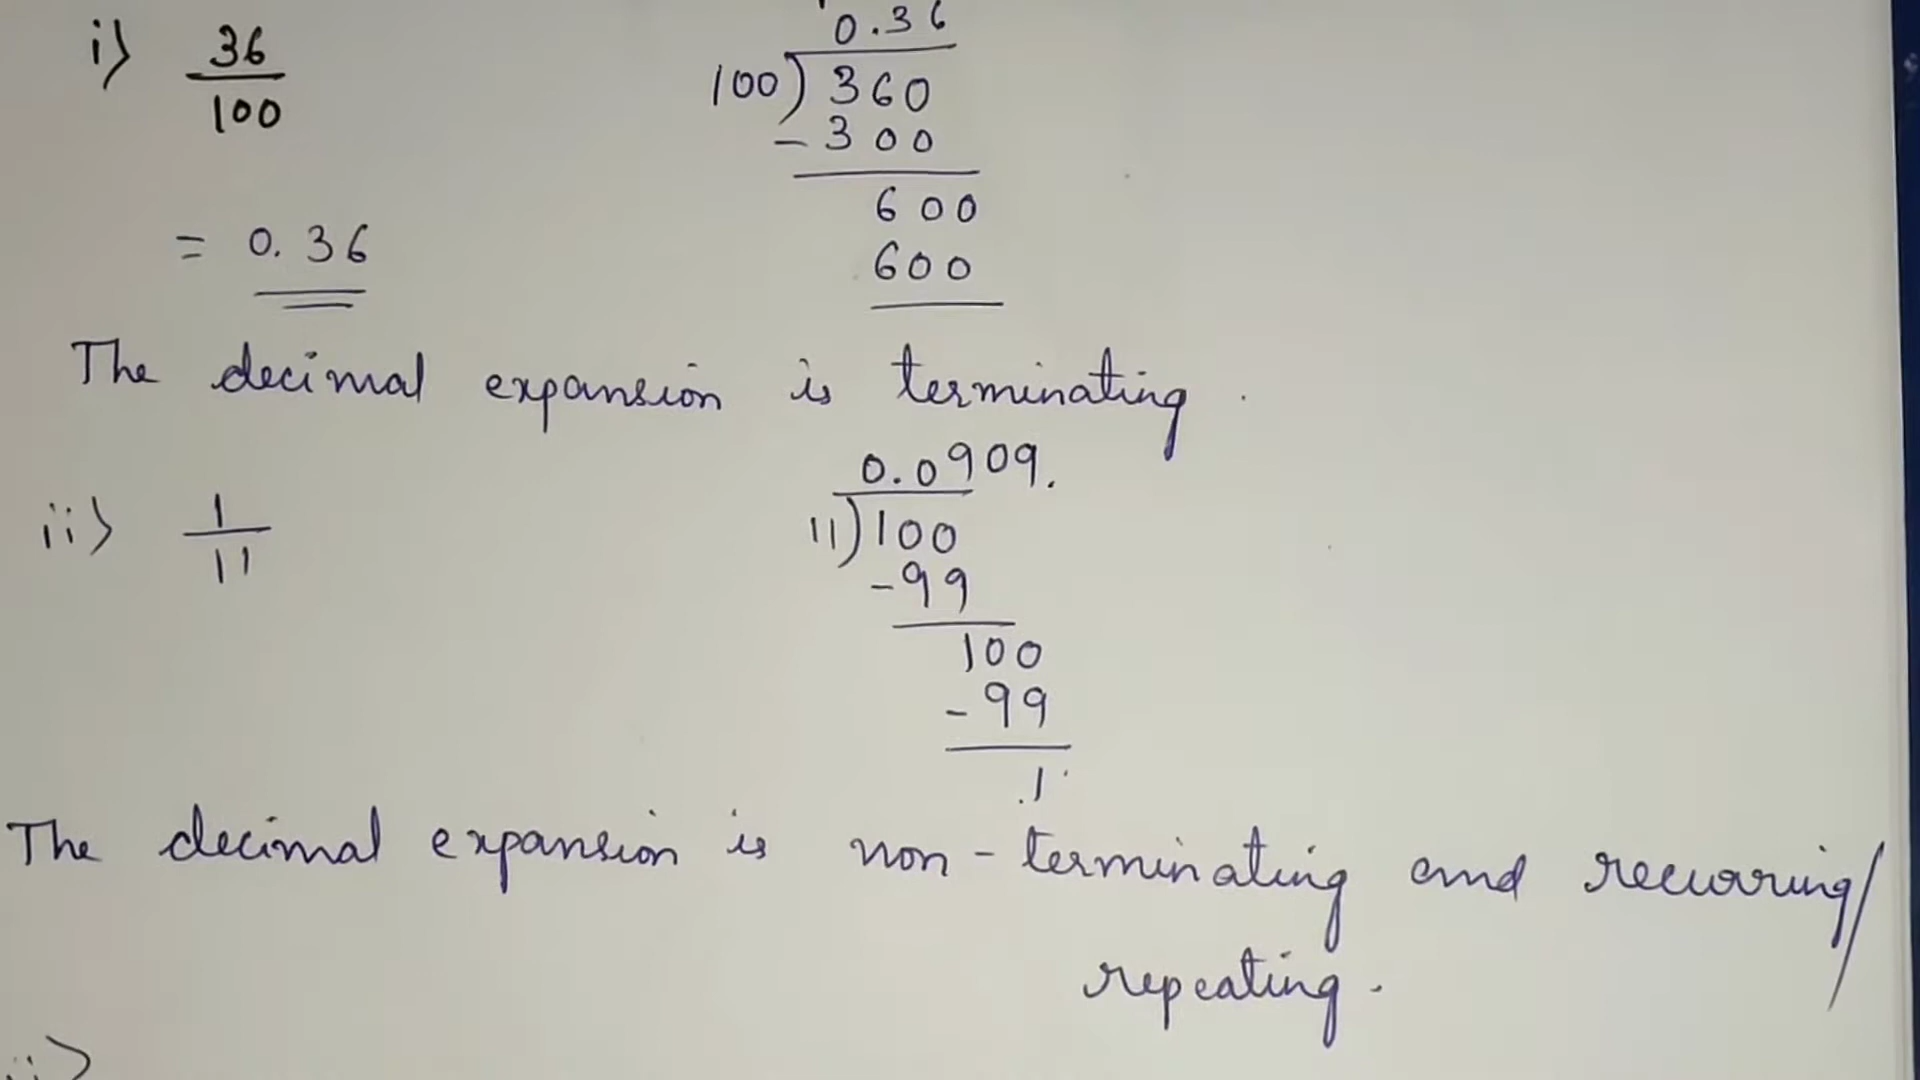 i) 36/100
0.36
100)360
-300
600
600
= 0.36
The decimal expansion is terminating.
ii) 1/11
0.0909.
11)100
-99
100
-99
.1
The decimal expansion is non-terminating and recurring/
repeating.